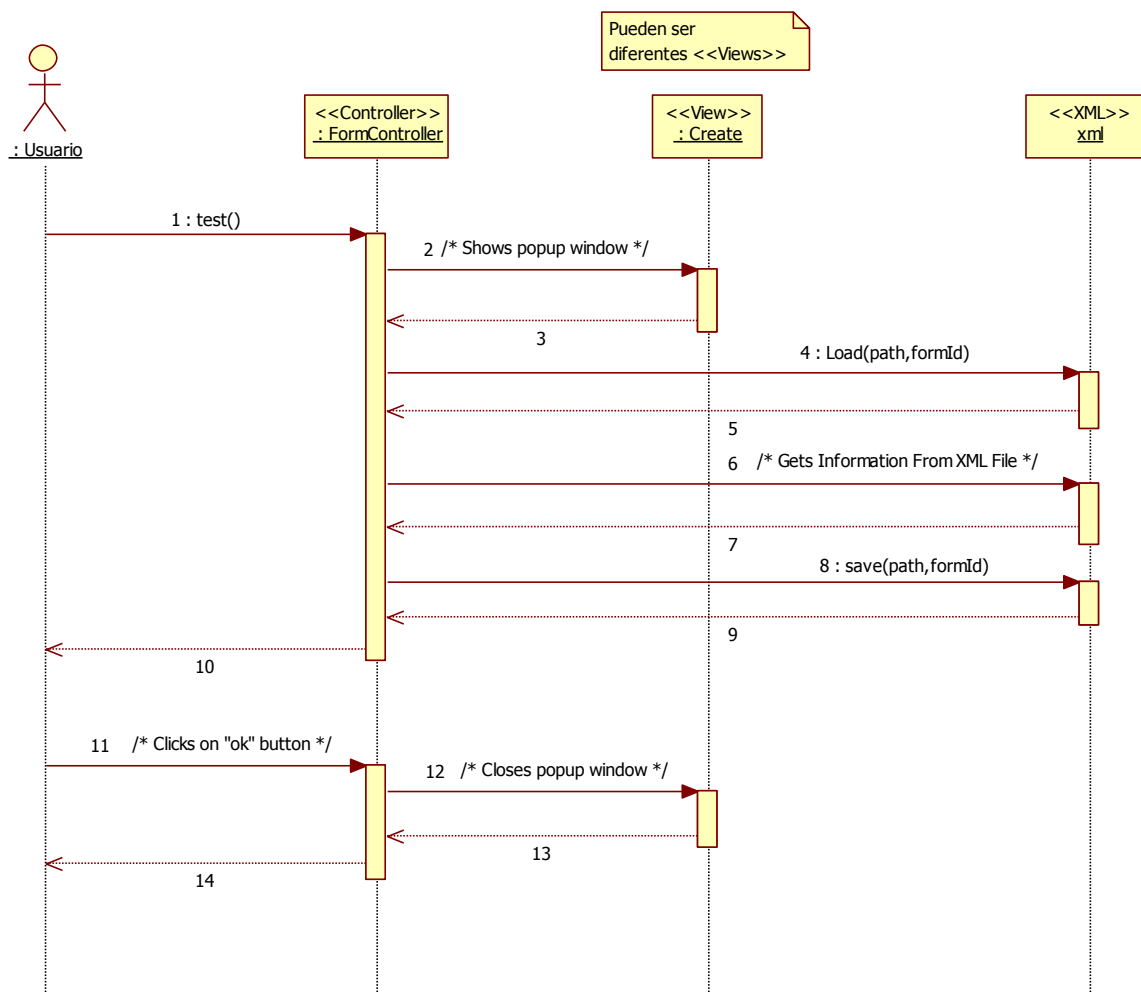 Pueden ser
diferentes <<Views>>
<<Controller>>
: FormController
<<View>>
: Create
<<XML>>
xml
: Usuario
1 : test()
2 /* Shows popup window */
3
4 : Load(path,formId)
5
6 /* Gets Information From XML File */
7
8 : save(path,formId)
9
10
11 /* Clicks on "ok" button */
12 /* Closes popup window */
13
14